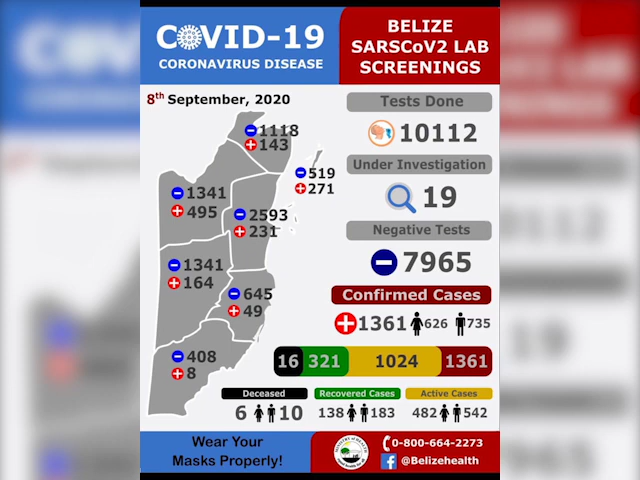 COVID-19
CORONAVIRUS DISEASE
BELIZE
SARSCoV2 LAB
SCREENINGS
8th September, 2020
1118
143
519
271
1341
495
2593
231
1341
164
645
49
408
8
Tests Done
10112
Under Investigation
19
Negative Tests
7965
Confirmed Cases
1361 626 735
16 321 1024 1361
Deceased Recovered Cases Active Cases
6 10 138 183 482 542
Wear Your
Masks Properly!
0-800-664-2273
@Belizehealth